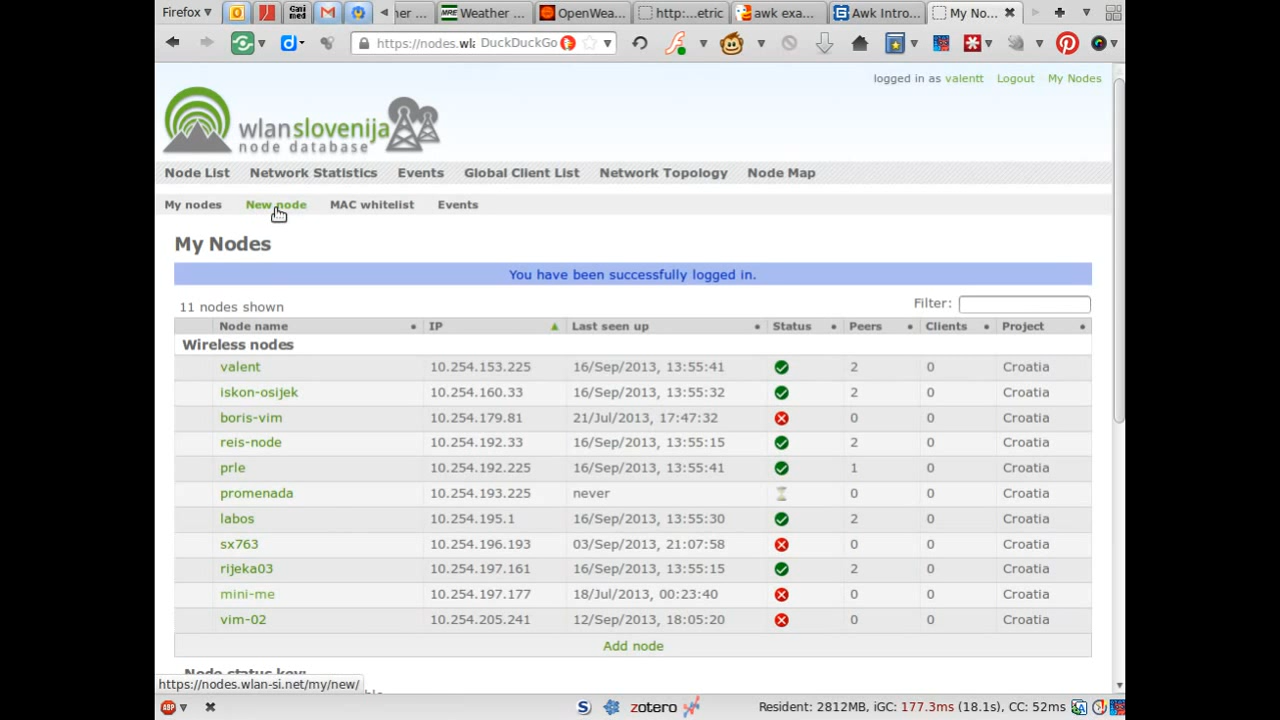 Firefox
her ...
MRE Weather ...
OpenWea...
http:...etric
awk exa...
Awk Intro...
My No...
https://nodes.wla DuckDuckGo
logged in as valentt Logout My Nodes
wlan slovenija
node database
Node List Network Statistics Events Global Client List Network Topology Node Map
My nodes New node MAC whitelist Events
My Nodes
You have been successfully logged in.
11 nodes shown Filter:
Node name IP Last seen up Status Peers Clients Project
Wireless nodes
valent 10.254.153.225 16/Sep/2013, 13:55:41 2 0 Croatia
iskon-osijek 10.254.160.33 16/Sep/2013, 13:55:32 2 0 Croatia
boris-vim 10.254.179.81 21/Jul/2013, 17:47:32 0 0 Croatia
reis-node 10.254.192.33 16/Sep/2013, 13:55:15 2 0 Croatia
prle 10.254.192.225 16/Sep/2013, 13:55:41 1 0 Croatia
promenada 10.254.193.225 never 0 0 Croatia
labos 10.254.195.1 16/Sep/2013, 13:55:30 2 0 Croatia
sx763 10.254.196.193 03/Sep/2013, 21:07:58 0 0 Croatia
rijeka03 10.254.197.161 16/Sep/2013, 13:55:15 2 0 Croatia
mini-me 10.254.197.177 18/Jul/2013, 00:23:40 0 0 Croatia
vim-02 10.254.205.241 12/Sep/2013, 18:05:20 0 0 Croatia
Add node
Node status key:
https://nodes.wlan-si.net/my/new/
ABP
S zotero Resident: 2812MB, iGC: 177.3ms (18.1s), CC: 52ms